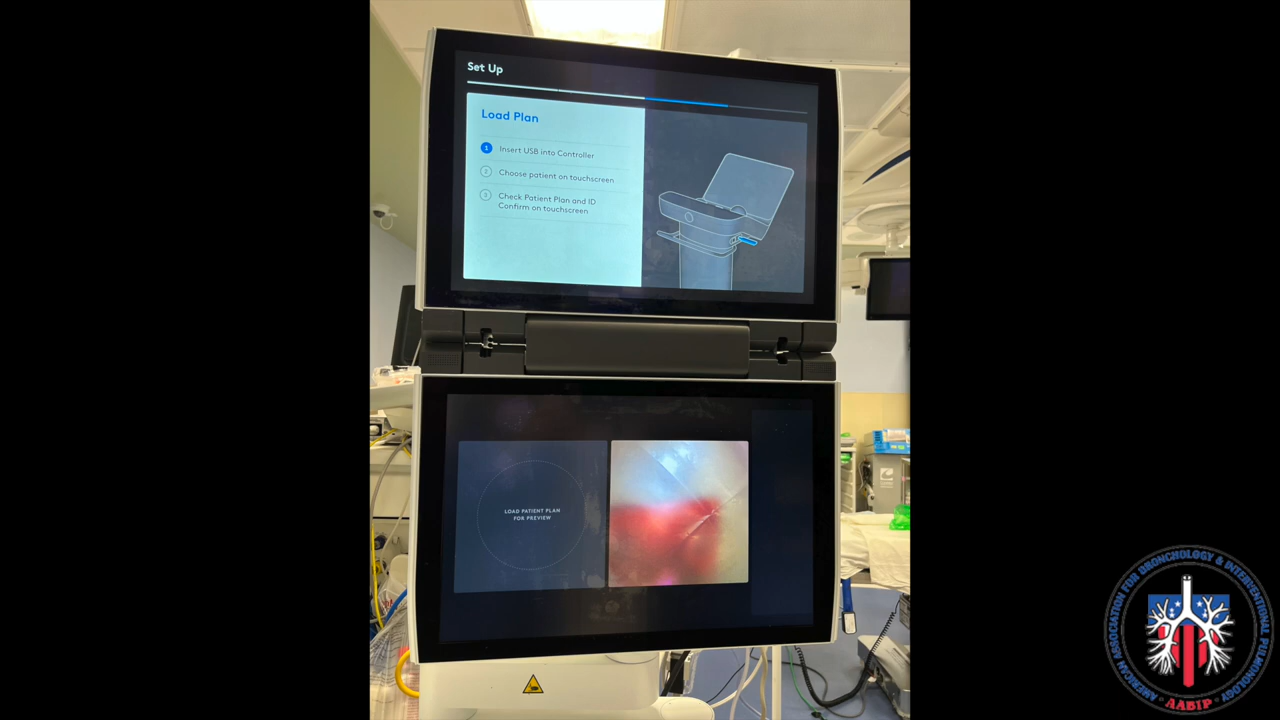 Set Up
Load Plan
1 Insert USB into Controller
2 Choose patient on touchscreen
3 Check Patient Plan and ID
Confirm on touchscreen
LOAD PATIENT PLAN
FOR PREVIEW
AMERICAN ASSOCIATION FOR BRONCHOLOGY & INTERVENTIONAL PULMONOLOGY
AABIP